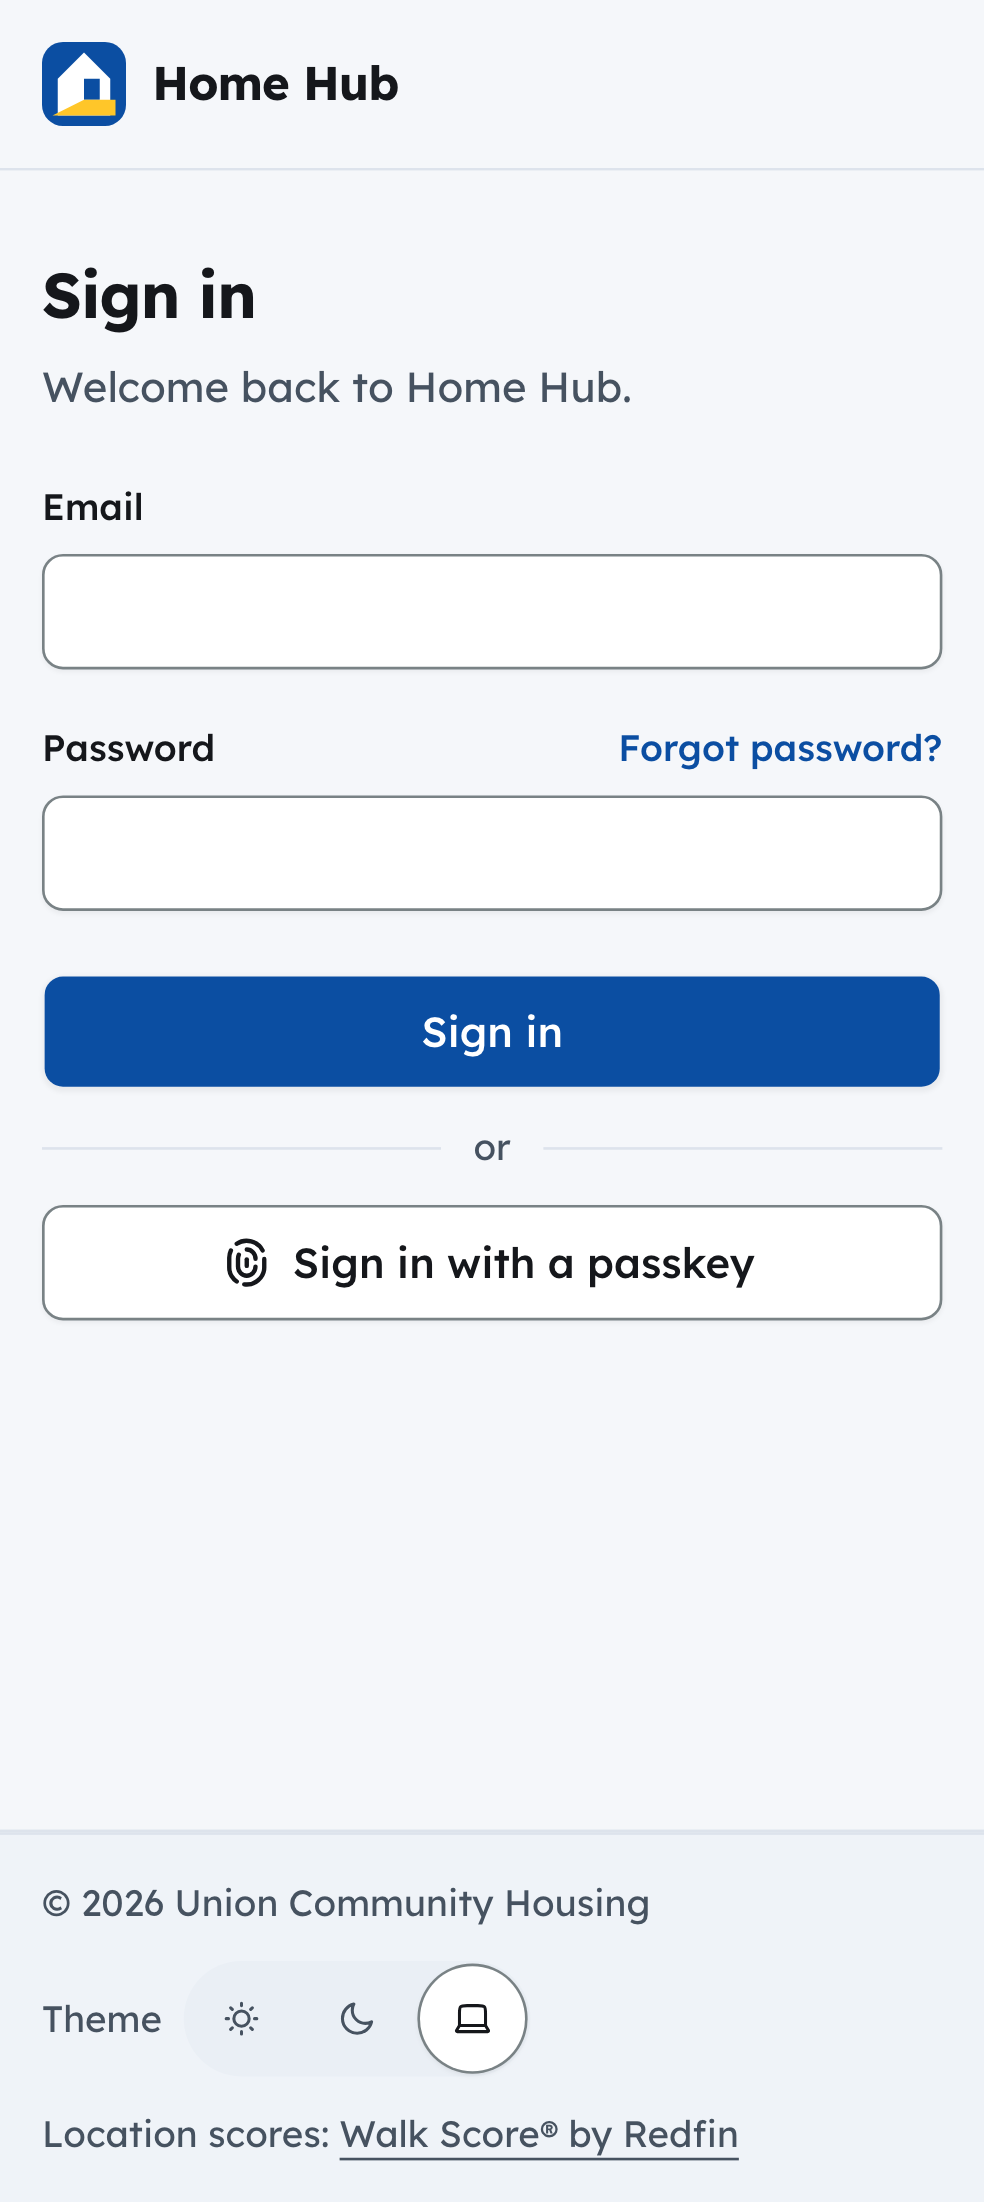 Home Hub
Sign in
Welcome back to Home Hub.
Email
Password
Forgot password?
Sign in
or
Sign in with a passkey
© 2026 Union Community Housing
Theme
Location scores: Walk Score® by Redfin